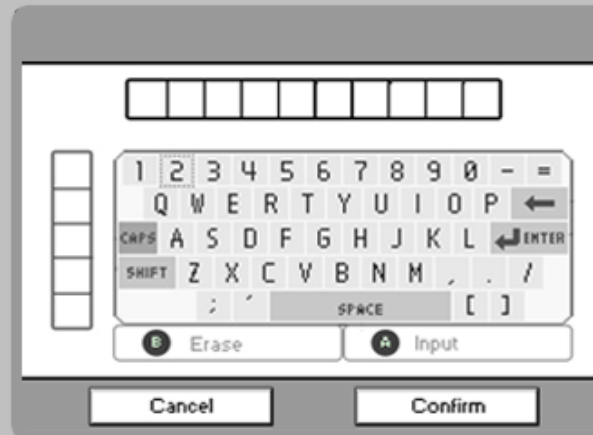 1 2 3 4 5 6 7 8 9 0 - =
Q W E R T Y U I O P ←
CAPS A S D F G H J K L ↵ ENTER
SHIFT Z X C V B N M , . /
; ´ SPACE [ ]
B Erase A Input
Cancel Confirm